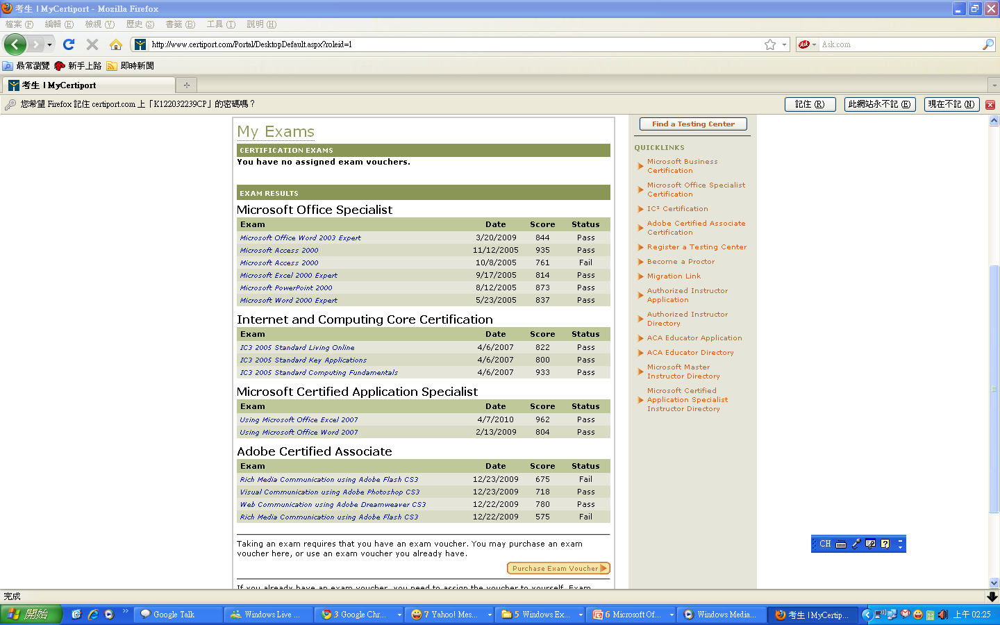 考生 | MyCertiport - Mozilla Firefox
檔案 (F) 編輯 (E) 檢視 (V) 歷史 (S) 書籤 (B) 工具 (T) 說明 (H)
http://www.certiport.com/Portal/DesktopDefault.aspx?roleid=1
Ask Ask.com
最常瀏覽 新手上路 即時新聞
考生 | MyCertiport
您希望 Firefox 記住 certiport.com 上「K122032239CP」的密碼嗎？ 記住 (R) 此網站永不記 (E) 現在不記 (N)
My Exams
CERTIFICATION EXAMS
You have no assigned exam vouchers.
EXAM RESULTS
Microsoft Office Specialist
Exam Date Score Status
Microsoft Office Word 2003 Expert 3/20/2009 844 Pass
Microsoft Access 2000 11/12/2005 935 Pass
Microsoft Access 2000 10/8/2005 761 Fail
Microsoft Excel 2000 Expert 9/17/2005 814 Pass
Microsoft PowerPoint 2000 8/12/2005 873 Pass
Microsoft Word 2000 Expert 5/23/2005 837 Pass
Internet and Computing Core Certification
Exam Date Score Status
IC3 2005 Standard Living Online 4/6/2007 822 Pass
IC3 2005 Standard Key Applications 4/6/2007 800 Pass
IC3 2005 Standard Computing Fundamentals 4/6/2007 933 Pass
Microsoft Certified Application Specialist
Exam Date Score Status
Using Microsoft Office Excel 2007 4/7/2010 962 Pass
Using Microsoft Office Word 2007 2/13/2009 804 Pass
Adobe Certified Associate
Exam Date Score Status
Rich Media Communication using Adobe Flash CS3 12/23/2009 675 Fail
Visual Communication using Adobe Photoshop CS3 12/23/2009 718 Pass
Web Communication using Adobe Dreamweaver CS3 12/22/2009 780 Pass
Rich Media Communication using Adobe Flash CS3 12/22/2009 575 Fail
Taking an exam requires that you have an exam voucher. You may purchase an exam
voucher here, or use an exam voucher you already have.
Purchase Exam Voucher
If you already have an exam voucher, you need to assign the voucher to yourself. Exam
Find a Testing Center
QUICKLINKS
Microsoft Business
Certification
Microsoft Office Specialist
Certification
IC³ Certification
Adobe Certified Associate
Certification
Register a Testing Center
Become a Proctor
Migration Link
Authorized Instructor
Application
Authorized Instructor
Directory
ACA Educator Application
ACA Educator Directory
Microsoft Master
Instructor Directory
Microsoft Certified
Application Specialist
Instructor Directory
CH
完成
開始 Google Talk Windows Live ... 3 Google Chr... 7 Yahoo! Mes... 5 Windows Ex... 6 Microsoft Of... Windows Media... 考生 | MyCertip... 上午 02:25